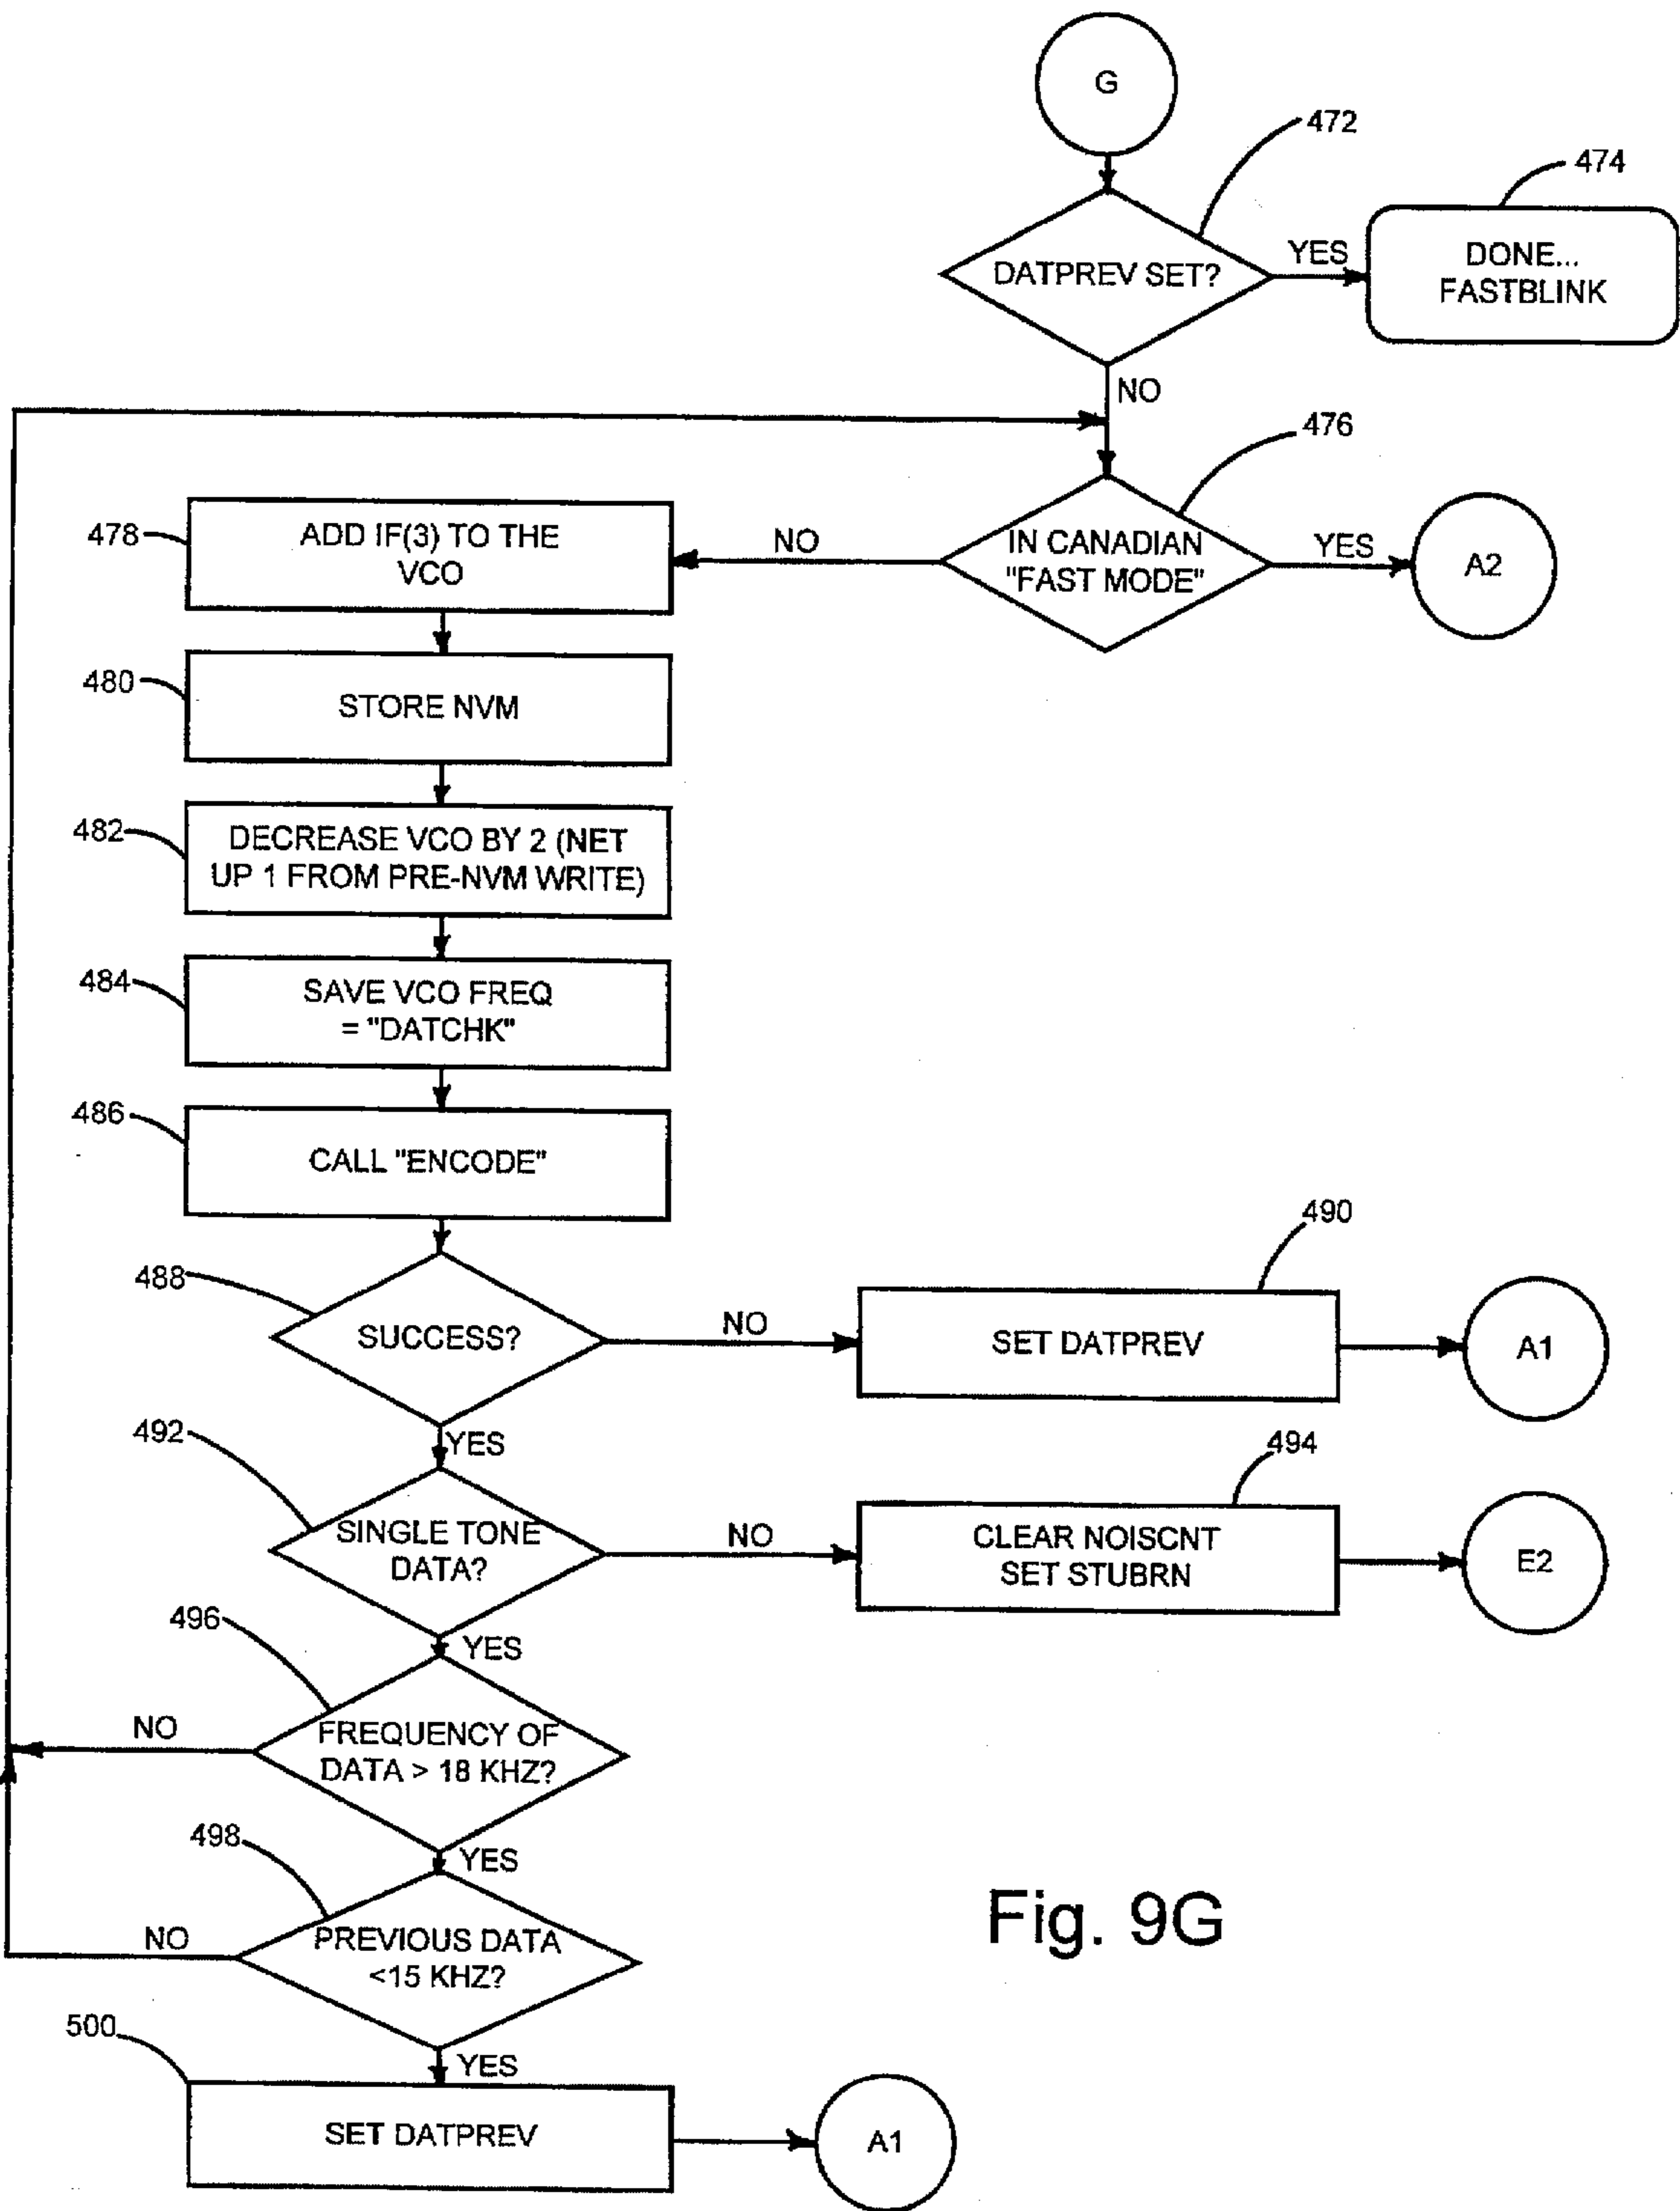 G
472
474
DATPREV SET?
YES
DONE...
FASTBLINK
NO
476
478
ADD IF(3) TO THE
VCO
NO
IN CANADIAN
"FAST MODE"
YES
A2
480
STORE NVM
482
DECREASE VCO BY 2 (NET
UP 1 FROM PRE-NVM WRITE)
484
SAVE VCO FREQ
= "DATCHK"
486
CALL "ENCODE"
490
488
SUCCESS?
NO
SET DATPREV
A1
YES
492
494
SINGLE TONE
DATA?
NO
CLEAR NOISCNT
SET STUBRN
E2
YES
496
NO
FREQUENCY OF
DATA > 18 KHZ?
YES
498
NO
PREVIOUS DATA
<15 KHZ?
Fig. 9G
YES
500
SET DATPREV
A1